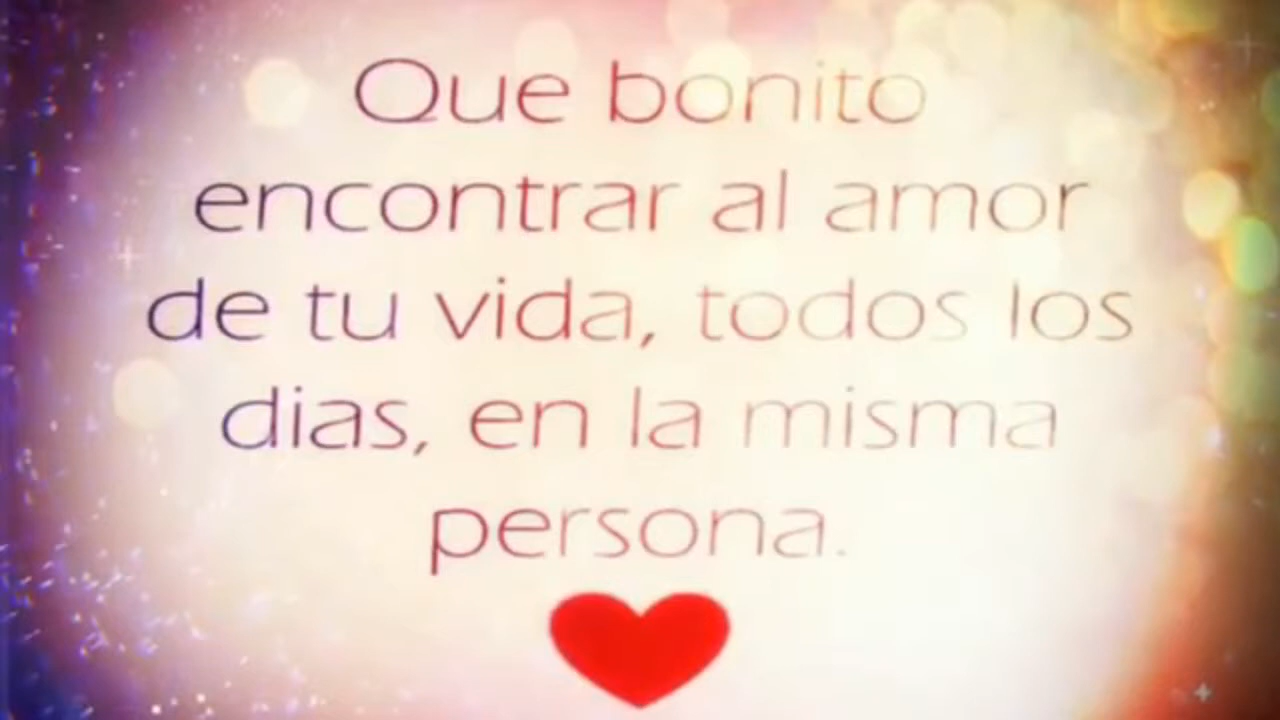 Que bonito
encontrar al amor
de tu vida, todos los
dias, en la misma
persona.